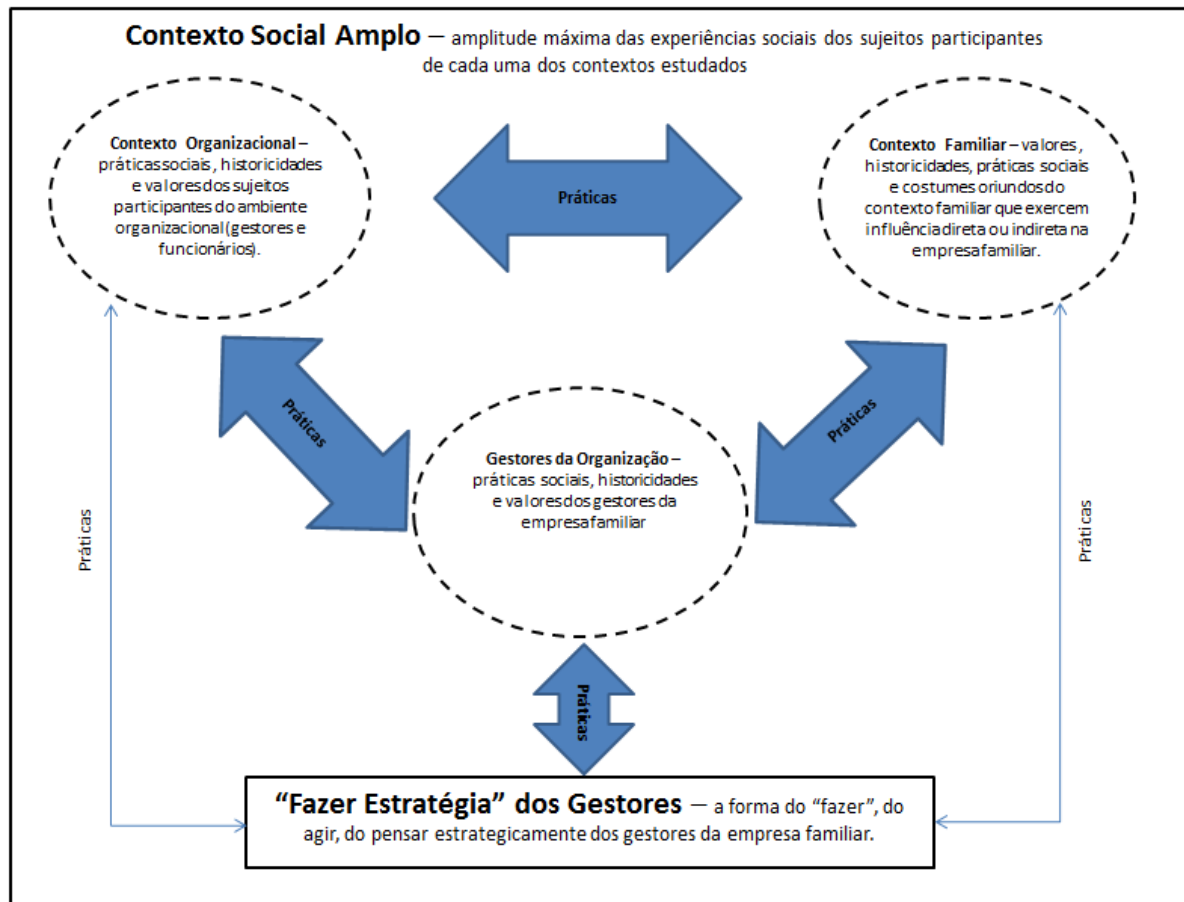 Contexto Social Amplo — amplitude máxima das experiências sociais dos sujeitos participantes
de cada uma dos contextos estudados
Contexto Organizacional –
práticas sociais, historicidades
e valores dos sujeitos
participantes do ambiente
organizacional (gestores e
funcionários).
Práticas
Contexto Familiar – valores,
historicidades, práticas sociais
e costumes oriundos do
contexto familiar que exercem
influência direta ou indireta na
empresa familiar.
Práticas
Práticas
Gestores da Organização –
práticas sociais, historicidades
e valores dos gestores da
empresa familiar
Práticas
Práticas
Práticas
“Fazer Estratégia” dos Gestores — a forma do “fazer”, do
agir, do pensar estrategicamente dos gestores da empresa familiar.